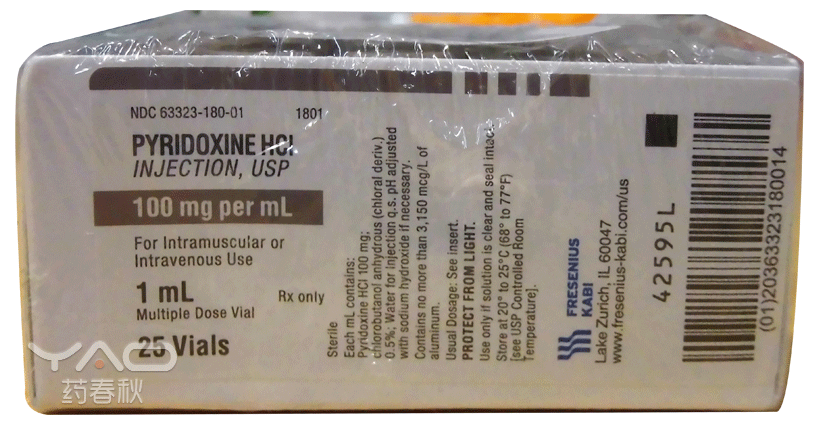 NDC 63323-180-01
1801
PYRIDOXINE HCl
INJECTION, USP
100 mg per mL
For Intramuscular or
Intravenous Use
1 mL
Rx only
Multiple Dose Vial
25 Vials
Sterile
Each mL contains:
Pyridoxine HCl 100 mg;
chlorobutanol anhydrous (chloral deriv.)
0.5%; Water for Injection q.s. pH adjusted
with sodium hydroxide if necessary.
Contains no more than 3,150 mcg/L of
aluminum.
Usual Dosage: See insert.
PROTECT FROM LIGHT.
Use only if solution is clear and seal intact.
Store at 20° to 25°C (68° to 77°F)
[see USP Controlled Room
Temperature].
FRESENIUS
KABI
Lake Zurich, IL 60047
www.fresenius-kabi.com/us
42595L
(01)20363323180014
YAO
药春秋